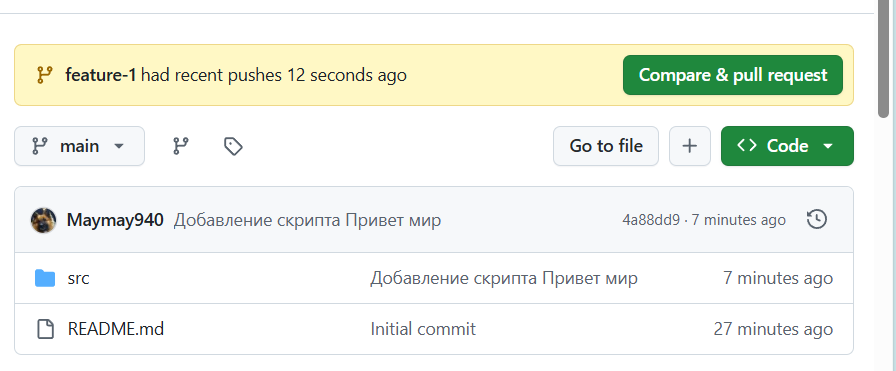 feature-1 had recent pushes 12 seconds ago Compare & pull request
main Go to file Code
Maymay940 Добавление скрипта Привет мир 4a88dd9 · 7 minutes ago
src Добавление скрипта Привет мир 7 minutes ago
README.md Initial commit 27 minutes ago